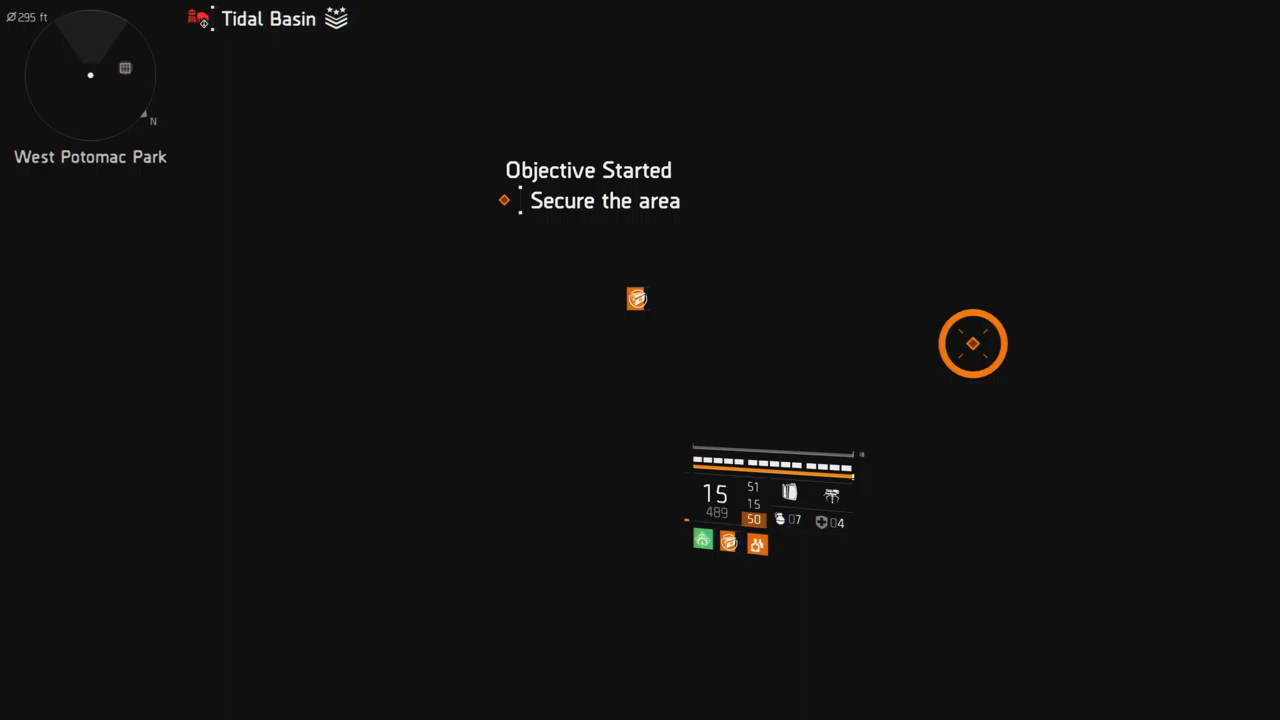 295 ft
Tidal Basin
N
West Potomac Park
Objective Started
Secure the area
15
489
51
15
50
07
04